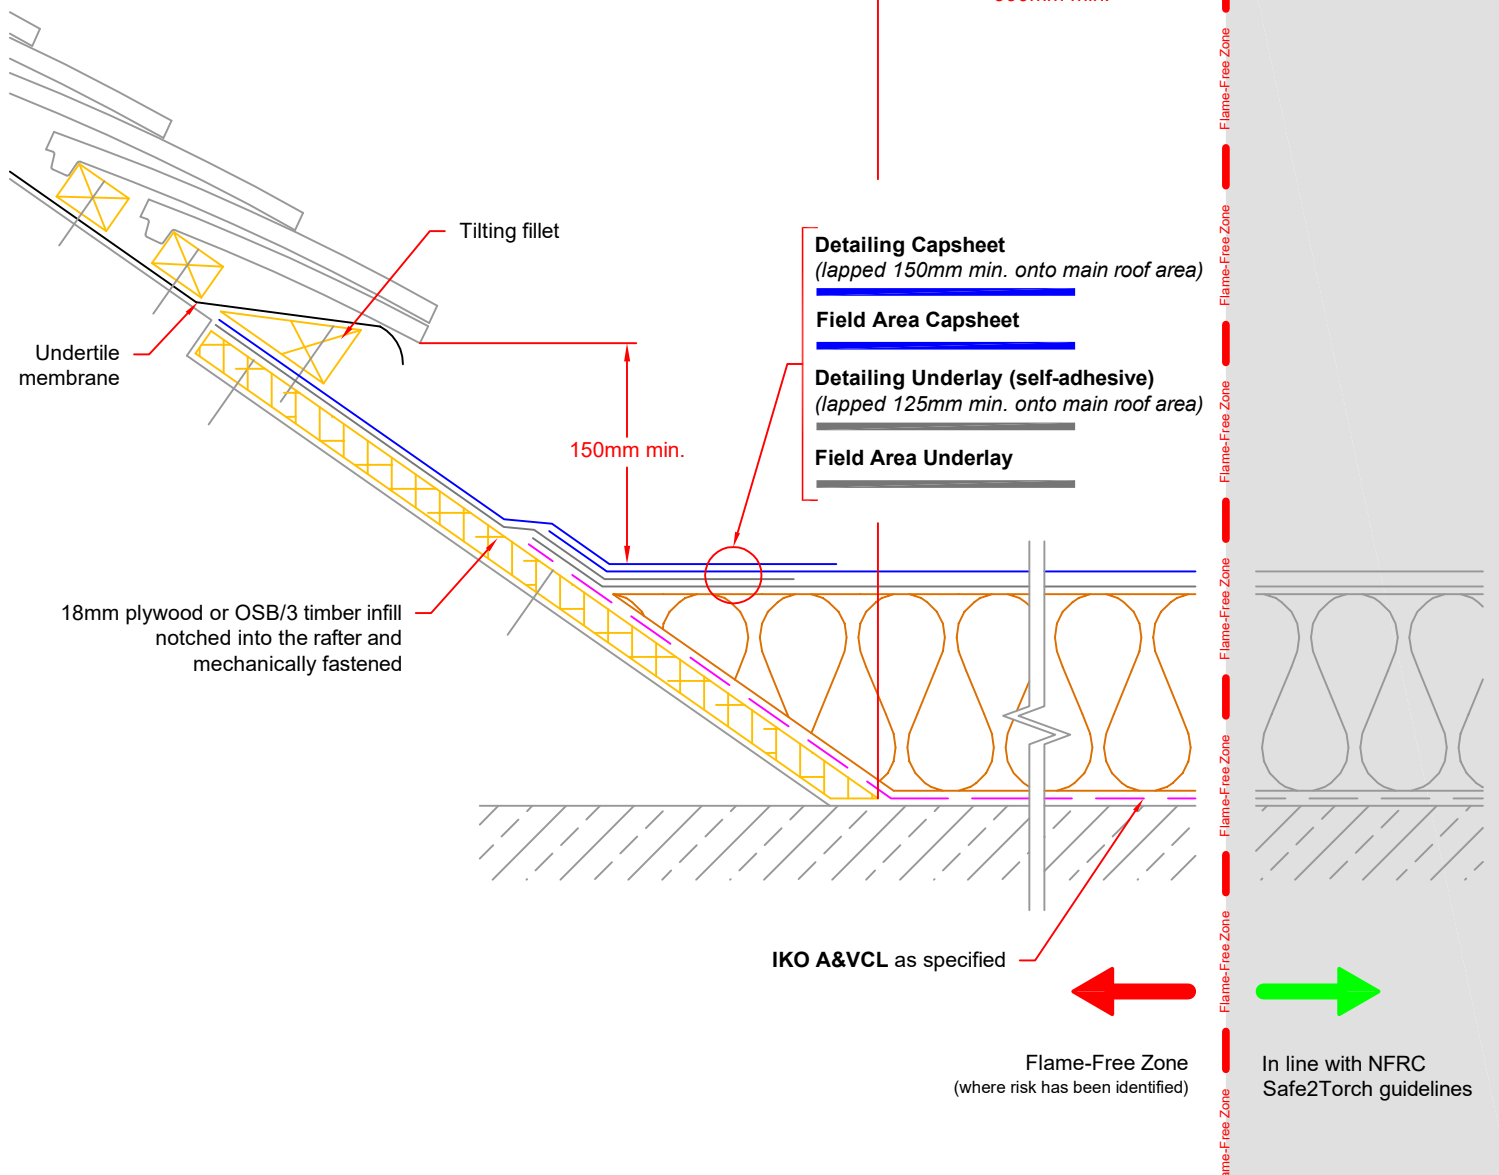 Tilting fillet
Undertile
membrane
Detailing Capsheet
(lapped 150mm min. onto main roof area)
Field Area Capsheet
Detailing Underlay (self-adhesive)
(lapped 125mm min. onto main roof area)
Field Area Underlay
150mm min.
18mm plywood or OSB/3 timber infill
notched into the rafter and
mechanically fastened
IKO A&VCL as specified
Flame-Free Zone
Flame-Free Zone
Flame-Free Zone
Flame-Free Zone
Flame-Free Zone
Flame-Free Zone
Flame-Free Zone
(where risk has been identified)
In line with NFRC
Safe2Torch guidelines